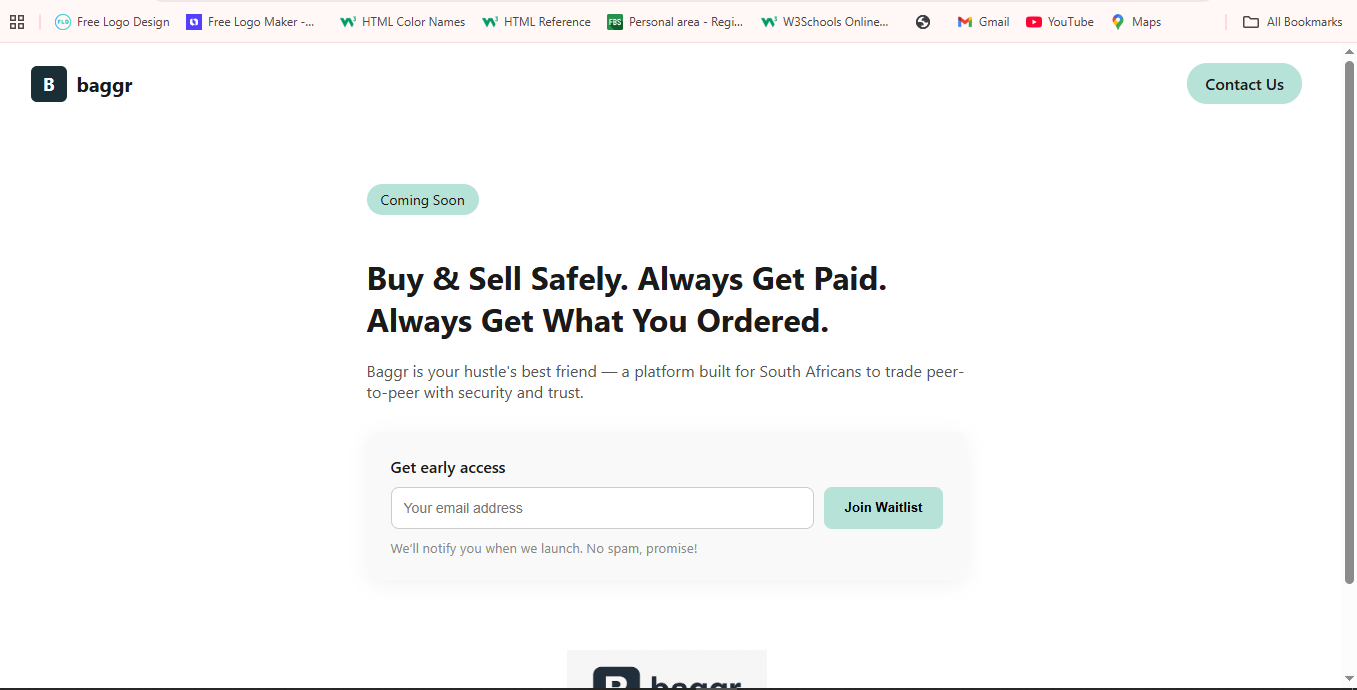 Free Logo Design
Free Logo Maker -...
HTML Color Names
HTML Reference
FBS
Personal area - Regi...
W3Schools Online...
Gmail
YouTube
Maps
All Bookmarks
B baggr
Contact Us
Coming Soon
Buy & Sell Safely. Always Get Paid.
Always Get What You Ordered.
Baggr is your hustle's best friend — a platform built for South Africans to trade peer-
to-peer with security and trust.
Get early access
Your email address
Join Waitlist
We’ll notify you when we launch. No spam, promise!
B baggr